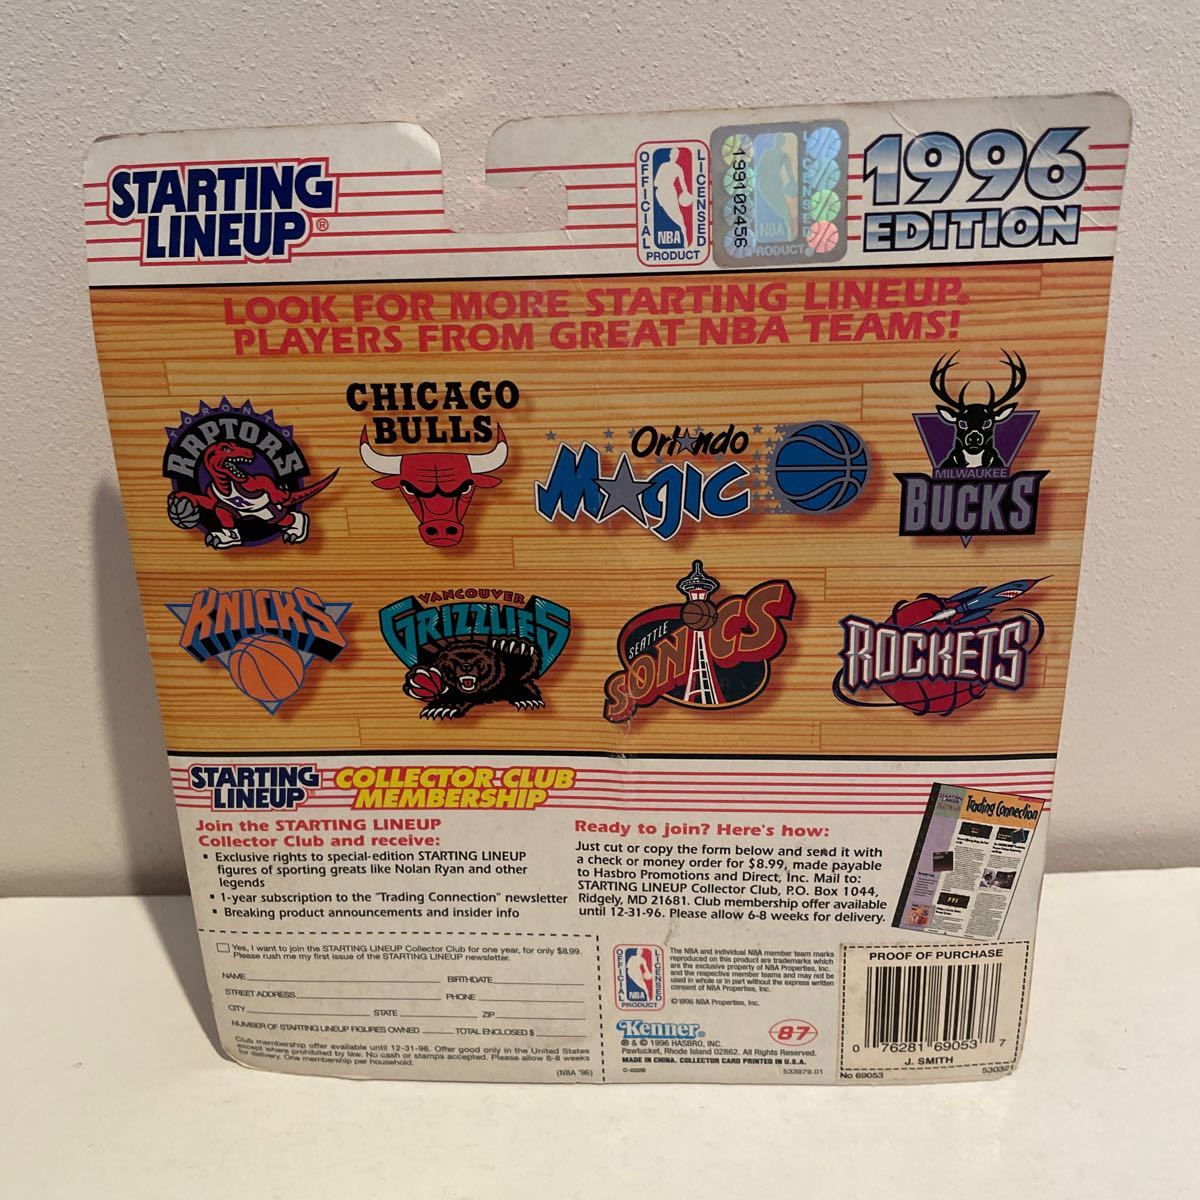 STARTING
LINEUP®
OFFICIAL LICENSED
NBA
PRODUCT
199102456
NBA
PRODUCT
1996
EDITION
LOOK FOR MORE STARTING LINEUP®
PLAYERS FROM GREAT NBA TEAMS!
TORONTO
RAPTORS
CHICAGO
BULLS
Orlando
MAGIC
MILWAUKEE
BUCKS
KNICKS
VANCOUVER
GRIZZLIES
SEATTLE
SONICS
ROCKETS
STARTING
LINEUP®
COLLECTOR CLUB
MEMBERSHIP
Join the STARTING LINEUP
Collector Club and receive:
▪ Exclusive rights to special-edition STARTING LINEUP
figures of sporting greats like Nolan Ryan and other
legends
▪ 1-year subscription to the "Trading Connection" newsletter
▪ Breaking product announcements and insider info
Ready to join? Here's how:
Just cut or copy the form below and send it with
a check or money order for $8.99, made payable
to Hasbro Promotions and Direct, Inc. Mail to:
STARTING LINEUP Collector Club, P.O. Box 1044,
Ridgely, MD 21681. Club membership offer available
until 12-31-96. Please allow 6-8 weeks for delivery.
Trading Connection
FYI
Yes, I want to join the STARTING LINEUP Collector Club for one year, for only $8.99.
Please rush me my first issue of the STARTING LINEUP newsletter.
NAME BIRTHDATE
STREET ADDRESS PHONE
CITY STATE ZIP
NUMBER OF STARTING LINEUP FIGURES OWNED TOTAL ENCLOSED $
Club membership offer available until 12-31-96. Offer good only in the United States
except where prohibited by law. No cash or stamps accepted. Please allow 6-8 weeks
for delivery. One membership per household.
(NBA '96)
OFFICIAL LICENSED
NBA
PRODUCT
The NBA and individual NBA member team marks
reproduced on this product are trademarks which
are the exclusive property of NBA Properties, Inc.
and the respective member teams and may not be
used in whole or in part without the express written
consent of NBA Properties, Inc.
©1996 NBA Properties, Inc.
Kenner®
® & © 1996 HASBRO, INC.
Pawtucket, Rhode Island 02862. All Rights Reserved.
MADE IN CHINA. COLLECTOR CARD PRINTED IN U.S.A.
C-022B
87
533979.01
PROOF OF PURCHASE
0 76281 69053 7
J. SMITH
No 69053